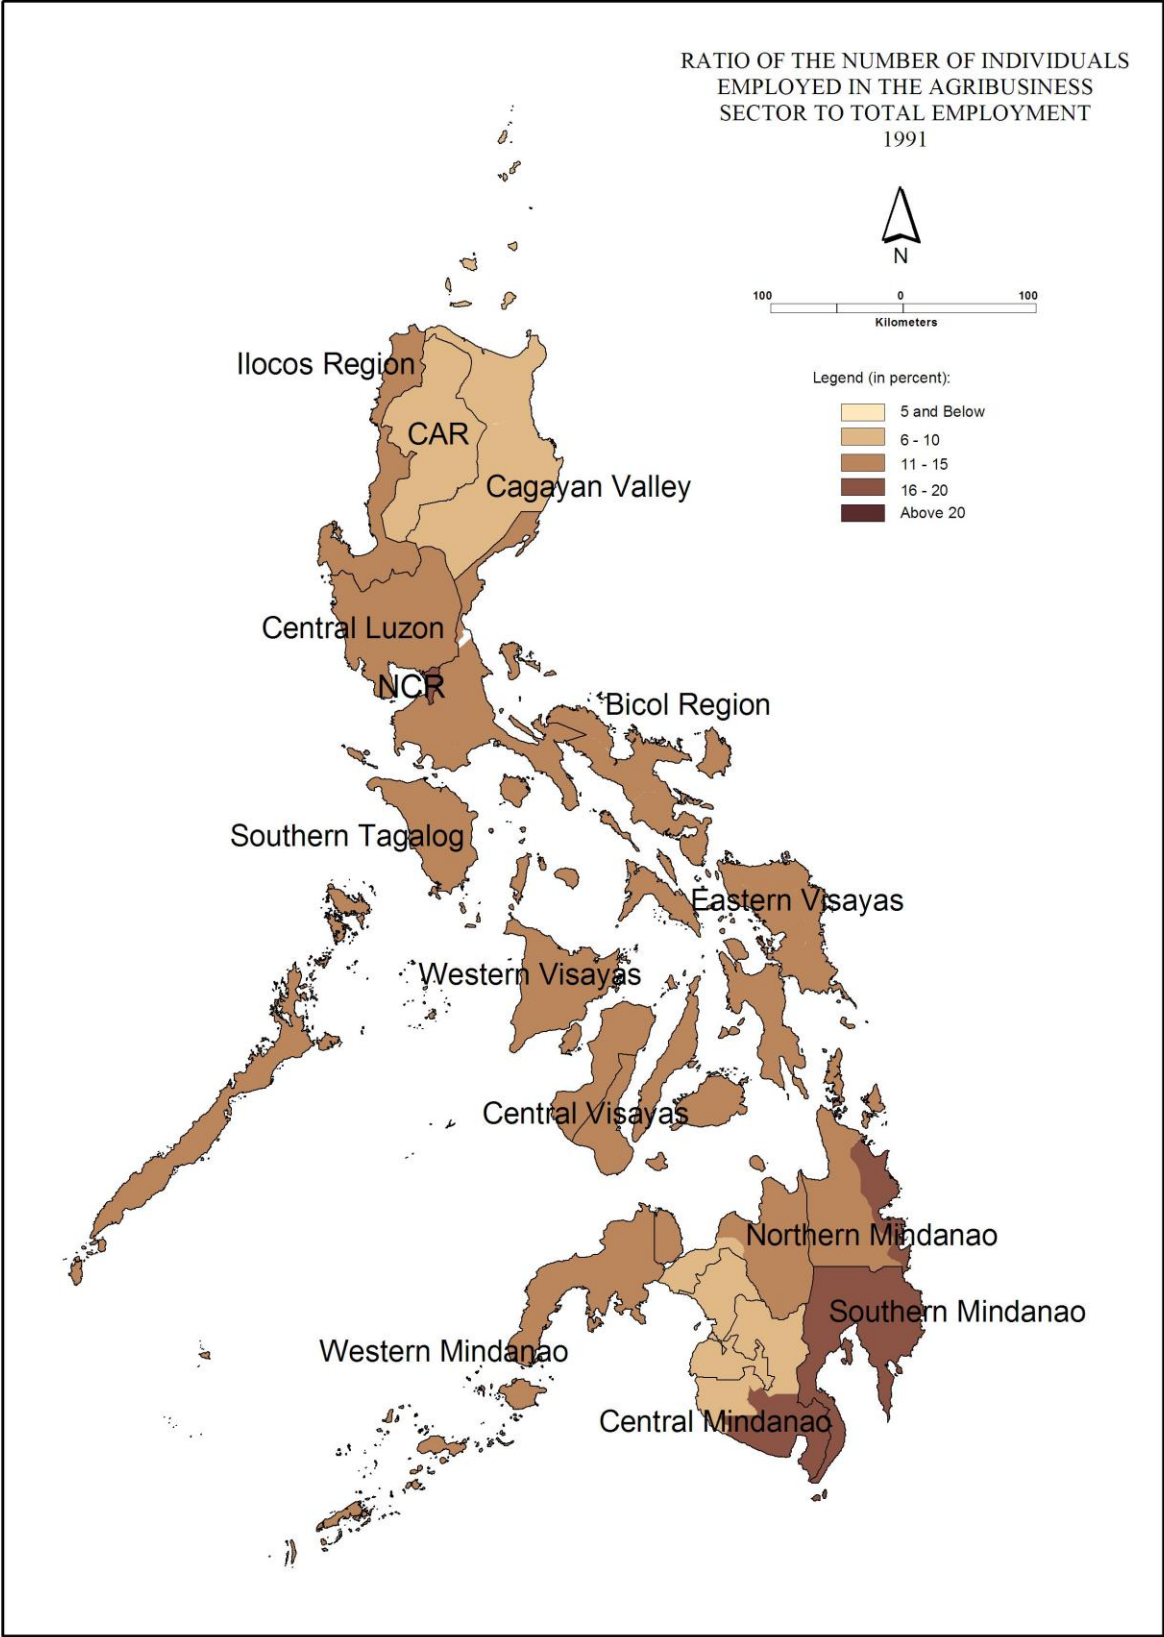 RATIO OF THE NUMBER OF INDIVIDUALS
EMPLOYED IN THE AGRIBUSINESS
SECTOR TO TOTAL EMPLOYMENT
1991
N
100 0 100
Kilometers
Legend (in percent):
5 and Below
6 - 10
11 - 15
16 - 20
Above 20
Ilocos Region
CAR
Cagayan Valley
Central Luzon
NCR
Bicol Region
Southern Tagalog
Eastern Visayas
Western Visayas
Central Visayas
Northern Mindanao
Southern Mindanao
Western Mindanao
Central Mindanao